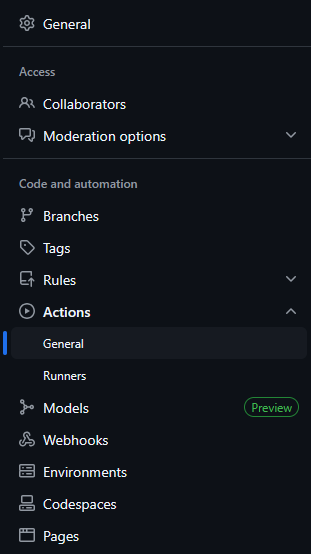 General
Access
Collaborators
Moderation options
Code and automation
Branches
Tags
Rules
Actions
General
Runners
Models Preview
Webhooks
Environments
Codespaces
Pages